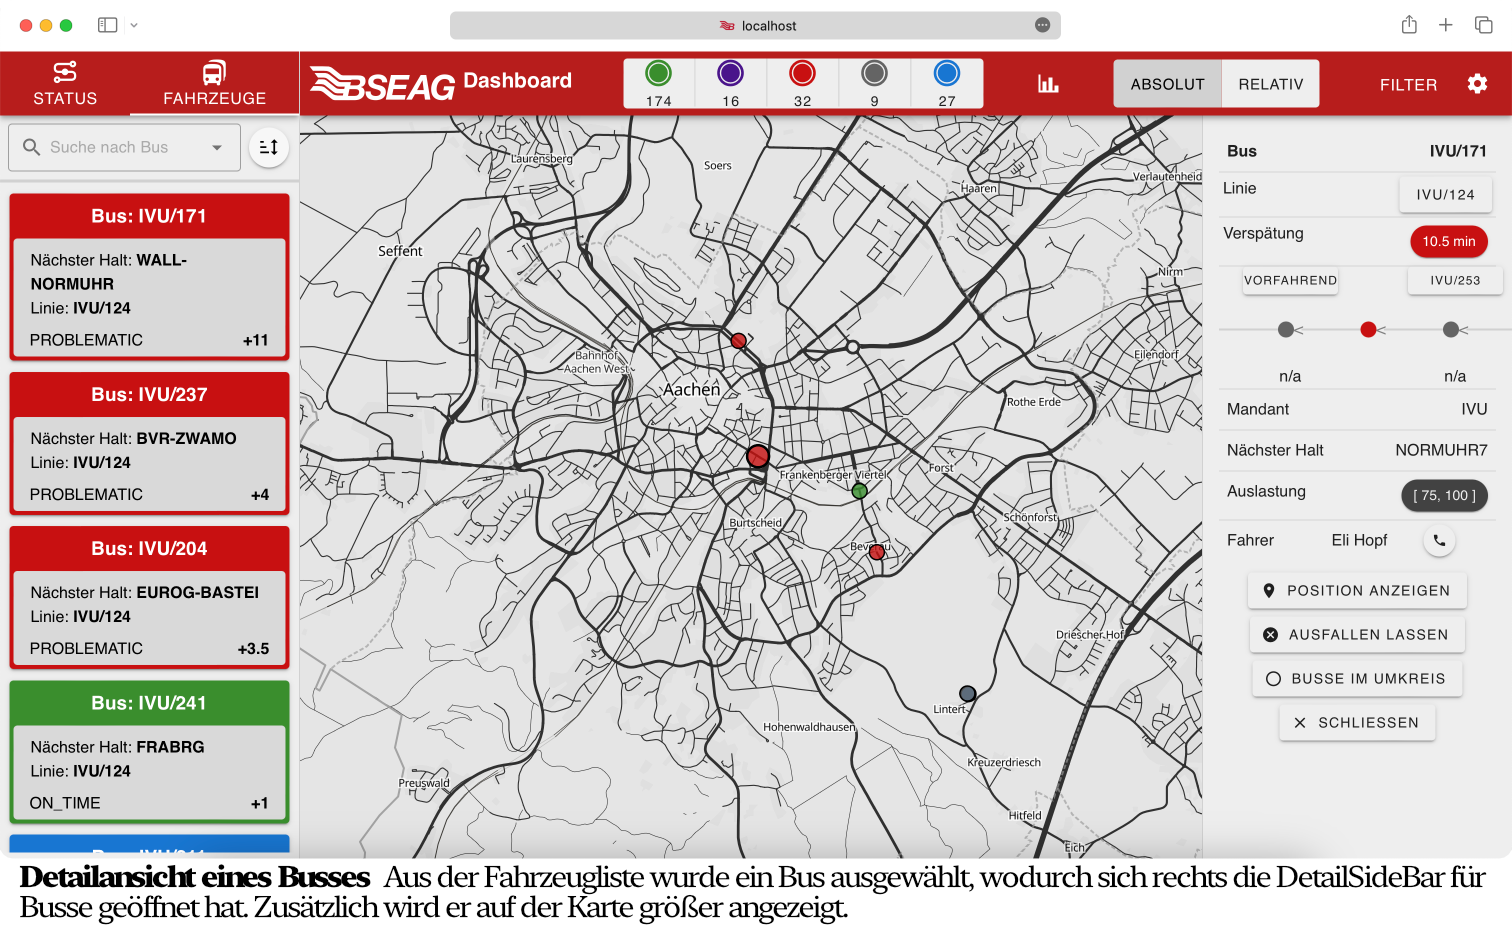 localhost
STATUS
FAHRZEUGE
BSEAG Dashboard
174
16
32
9
27
ABSOLUT
RELATIV
FILTER
Suche nach Bus
Bus: IVU/171
Nächster Halt: WALL-
NORMUHR
Linie: IVU/124
PROBLEMATIC +11
Bus: IVU/237
Nächster Halt: BVR-ZWAMO
Linie: IVU/124
PROBLEMATIC +4
Bus: IVU/204
Nächster Halt: EUROG-BASTEI
Linie: IVU/124
PROBLEMATIC +3.5
Bus: IVU/241
Nächster Halt: FRABRG
Linie: IVU/124
ON_TIME +1
Laurensberg
Soers
Haaren
Verlautenheid
Seffent
Nirm
Bahnhof
Aachen West
Eilendorf
Aachen
Rothe Erde
Forst
Frankenberger Viertel
Burtscheid
Schönforst
Beverau
Driescher Hof
Lintert
Hohenwaldhausen
Kreuzerdriesch
Preuswald
Hitfeld
Eich
Bus IVU/171
Linie IVU/124
Verspätung 10.5 min
VORFAHREND IVU/253
n/a n/a
Mandant IVU
Nächster Halt NORMUHR7
Auslastung [ 75, 100 ]
Fahrer Eli Hopf
POSITION ANZEIGEN
AUSFALLEN LASSEN
BUSSE IM UMKREIS
SCHLIESSEN
Detailansicht eines Busses Aus der Fahrzeugliste wurde ein Bus ausgewählt, wodurch sich rechts die DetailSideBar für
Busse geöffnet hat. Zusätzlich wird er auf der Karte größer angezeigt.